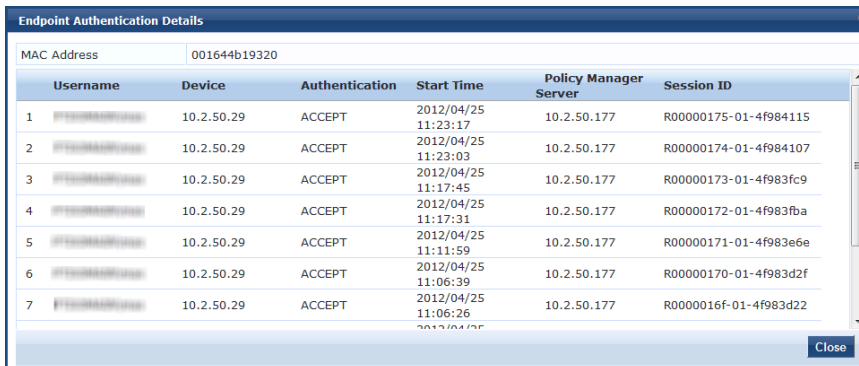 Endpoint Authentication Details
MAC Address 001644b19320
Username Device Authentication Start Time Policy Manager Server Session ID
1 10.2.50.29 ACCEPT 2012/04/25 11:23:17 10.2.50.177 R00000175-01-4f984115
2 10.2.50.29 ACCEPT 2012/04/25 11:23:03 10.2.50.177 R00000174-01-4f984107
3 10.2.50.29 ACCEPT 2012/04/25 11:17:45 10.2.50.177 R00000173-01-4f983fc9
4 10.2.50.29 ACCEPT 2012/04/25 11:17:31 10.2.50.177 R00000172-01-4f983fba
5 10.2.50.29 ACCEPT 2012/04/25 11:11:59 10.2.50.177 R00000171-01-4f983e6e
6 10.2.50.29 ACCEPT 2012/04/25 11:06:39 10.2.50.177 R00000170-01-4f983d2f
7 10.2.50.29 ACCEPT 2012/04/25 11:06:26 10.2.50.177 R0000016f-01-4f983d22
Close